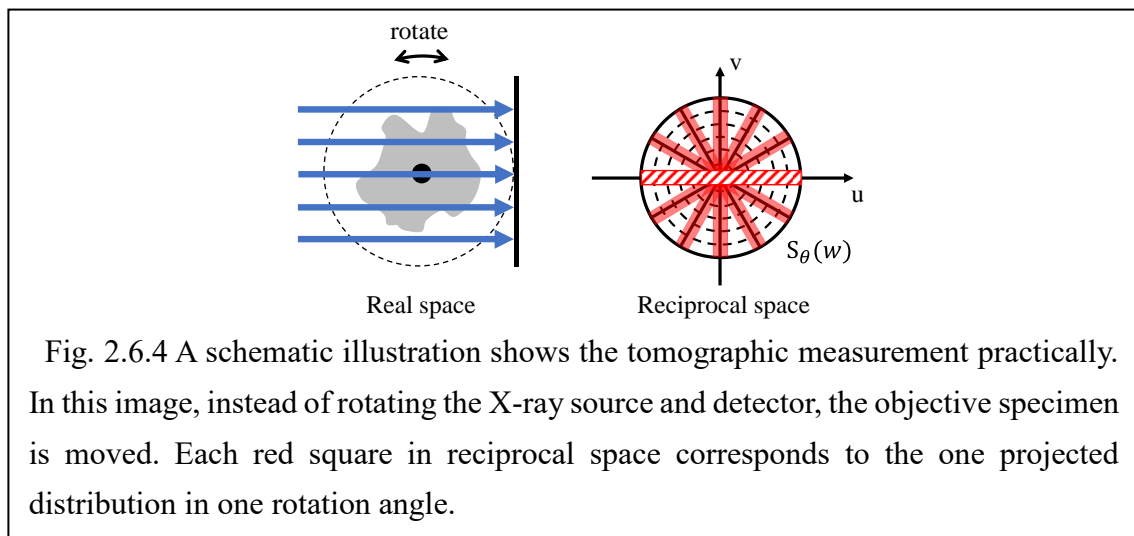 rotate
v
u
S_θ(w)
Real space
Reciprocal space
Fig. 2.6.4 A schematic illustration shows the tomographic measurement practically.
In this image, instead of rotating the X-ray source and detector, the objective specimen
is moved. Each red square in reciprocal space corresponds to the one projected
distribution in one rotation angle.